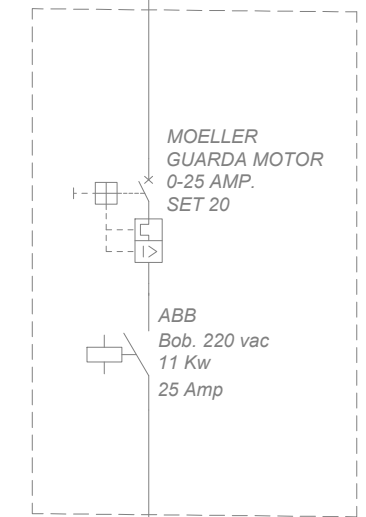 MOELLER
GUARDA MOTOR
0-25 AMP.
SET 20
I>
ABB
Bob. 220 vac
11 Kw
25 Amp